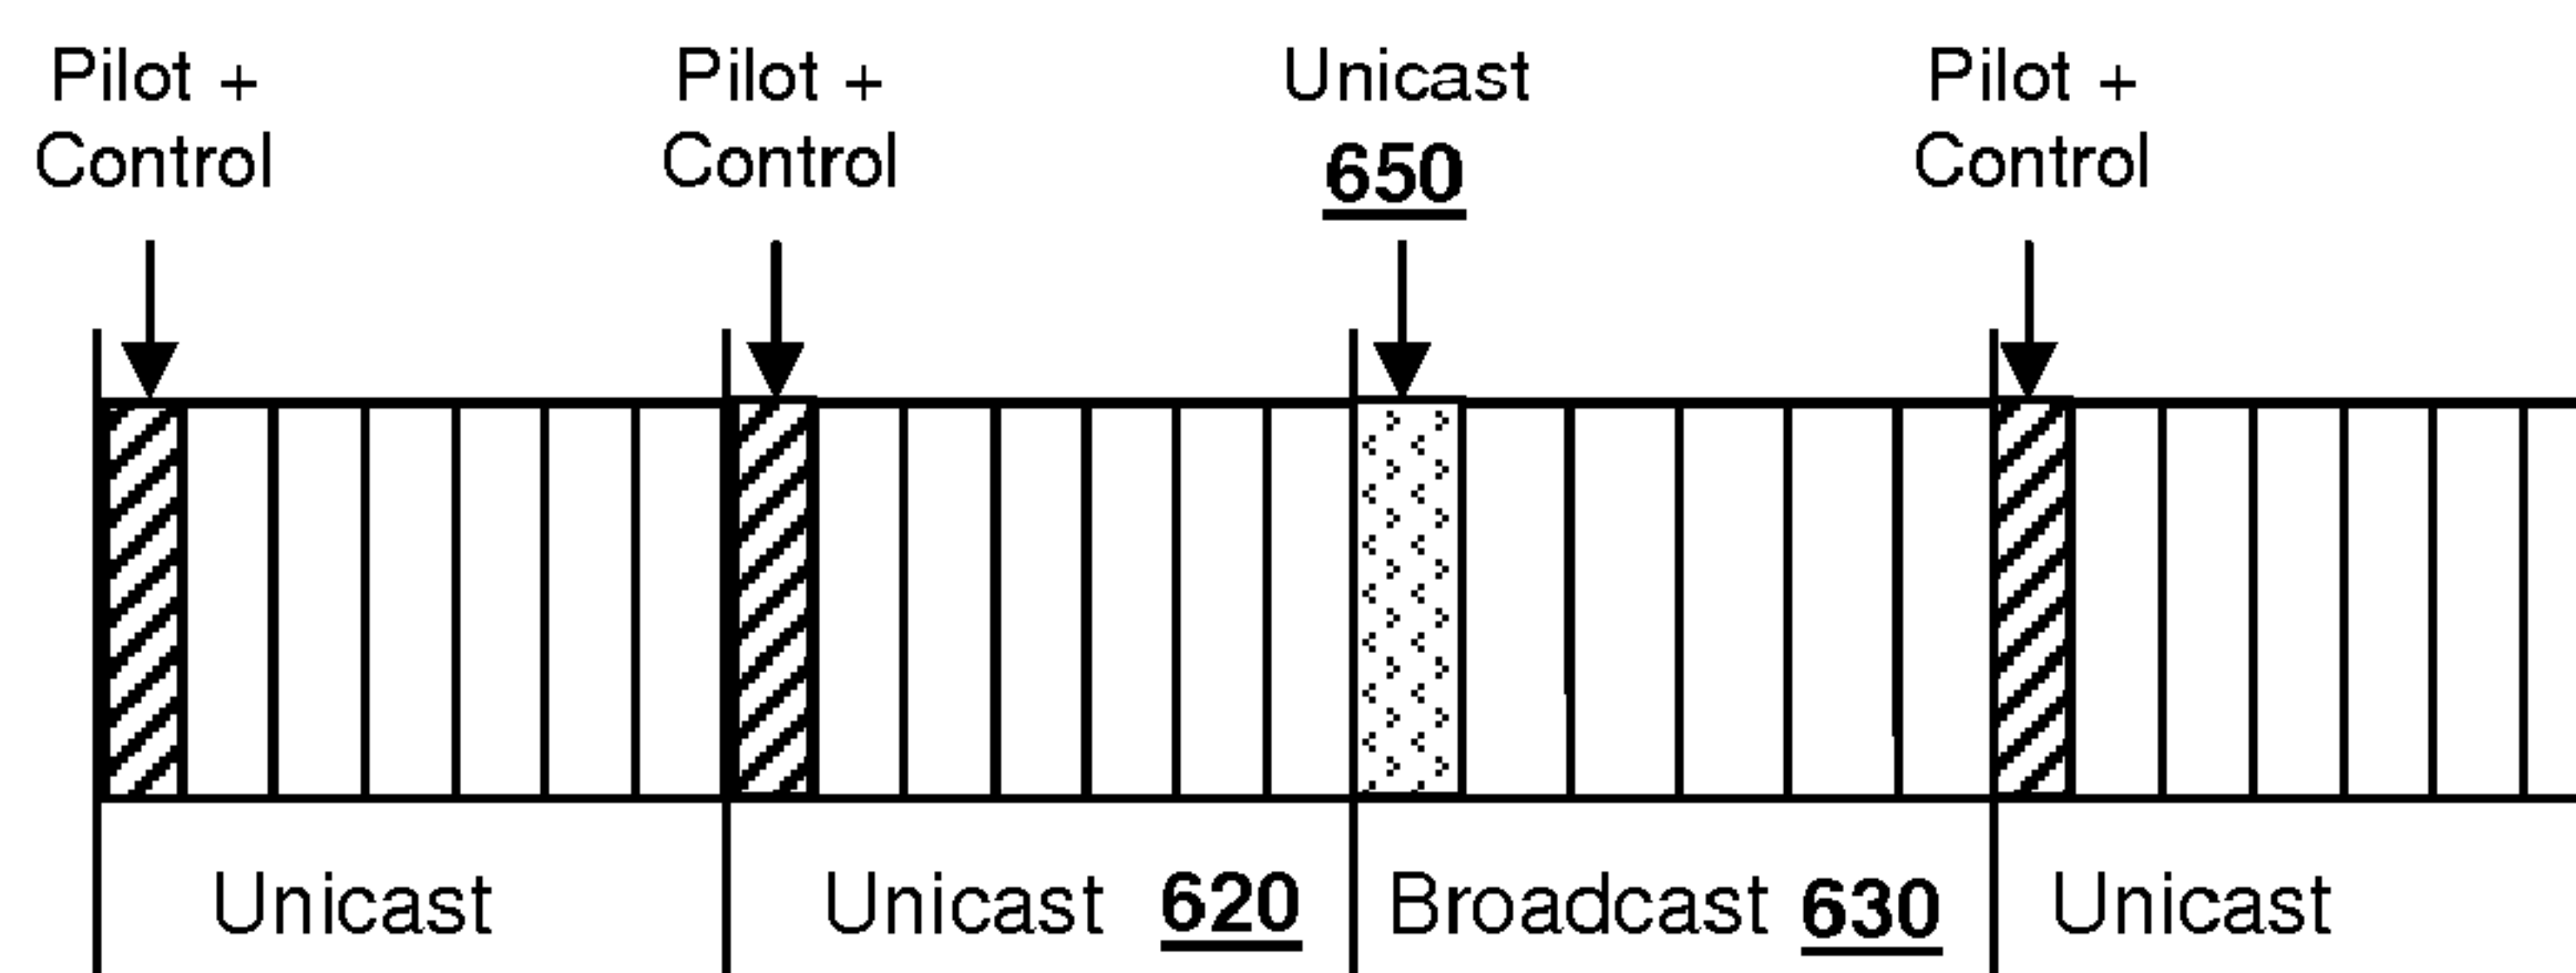 Pilot +
Control
Pilot +
Control
Unicast
650
Pilot +
Control
Unicast
Unicast 620
Broadcast 630
Unicast